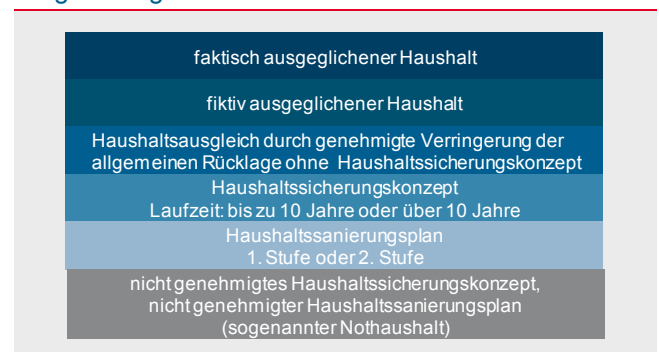 faktisch ausgeglichener Haushalt
fiktiv ausgeglichener Haushalt
Haushaltsausgleich durch genehmigte Verringerung der
allgemeinen Rücklage ohne Haushaltssicherungskonzept
Haushaltssicherungskonzept
Laufzeit: bis zu 10 Jahre oder über 10 Jahre
Haushaltssanierungsplan
1. Stufe oder 2. Stufe
nicht genehmigtes Haushaltssicherungskonzept,
nicht genehmigter Haushaltssanierungsplan
(sogenannter Nothaushalt)